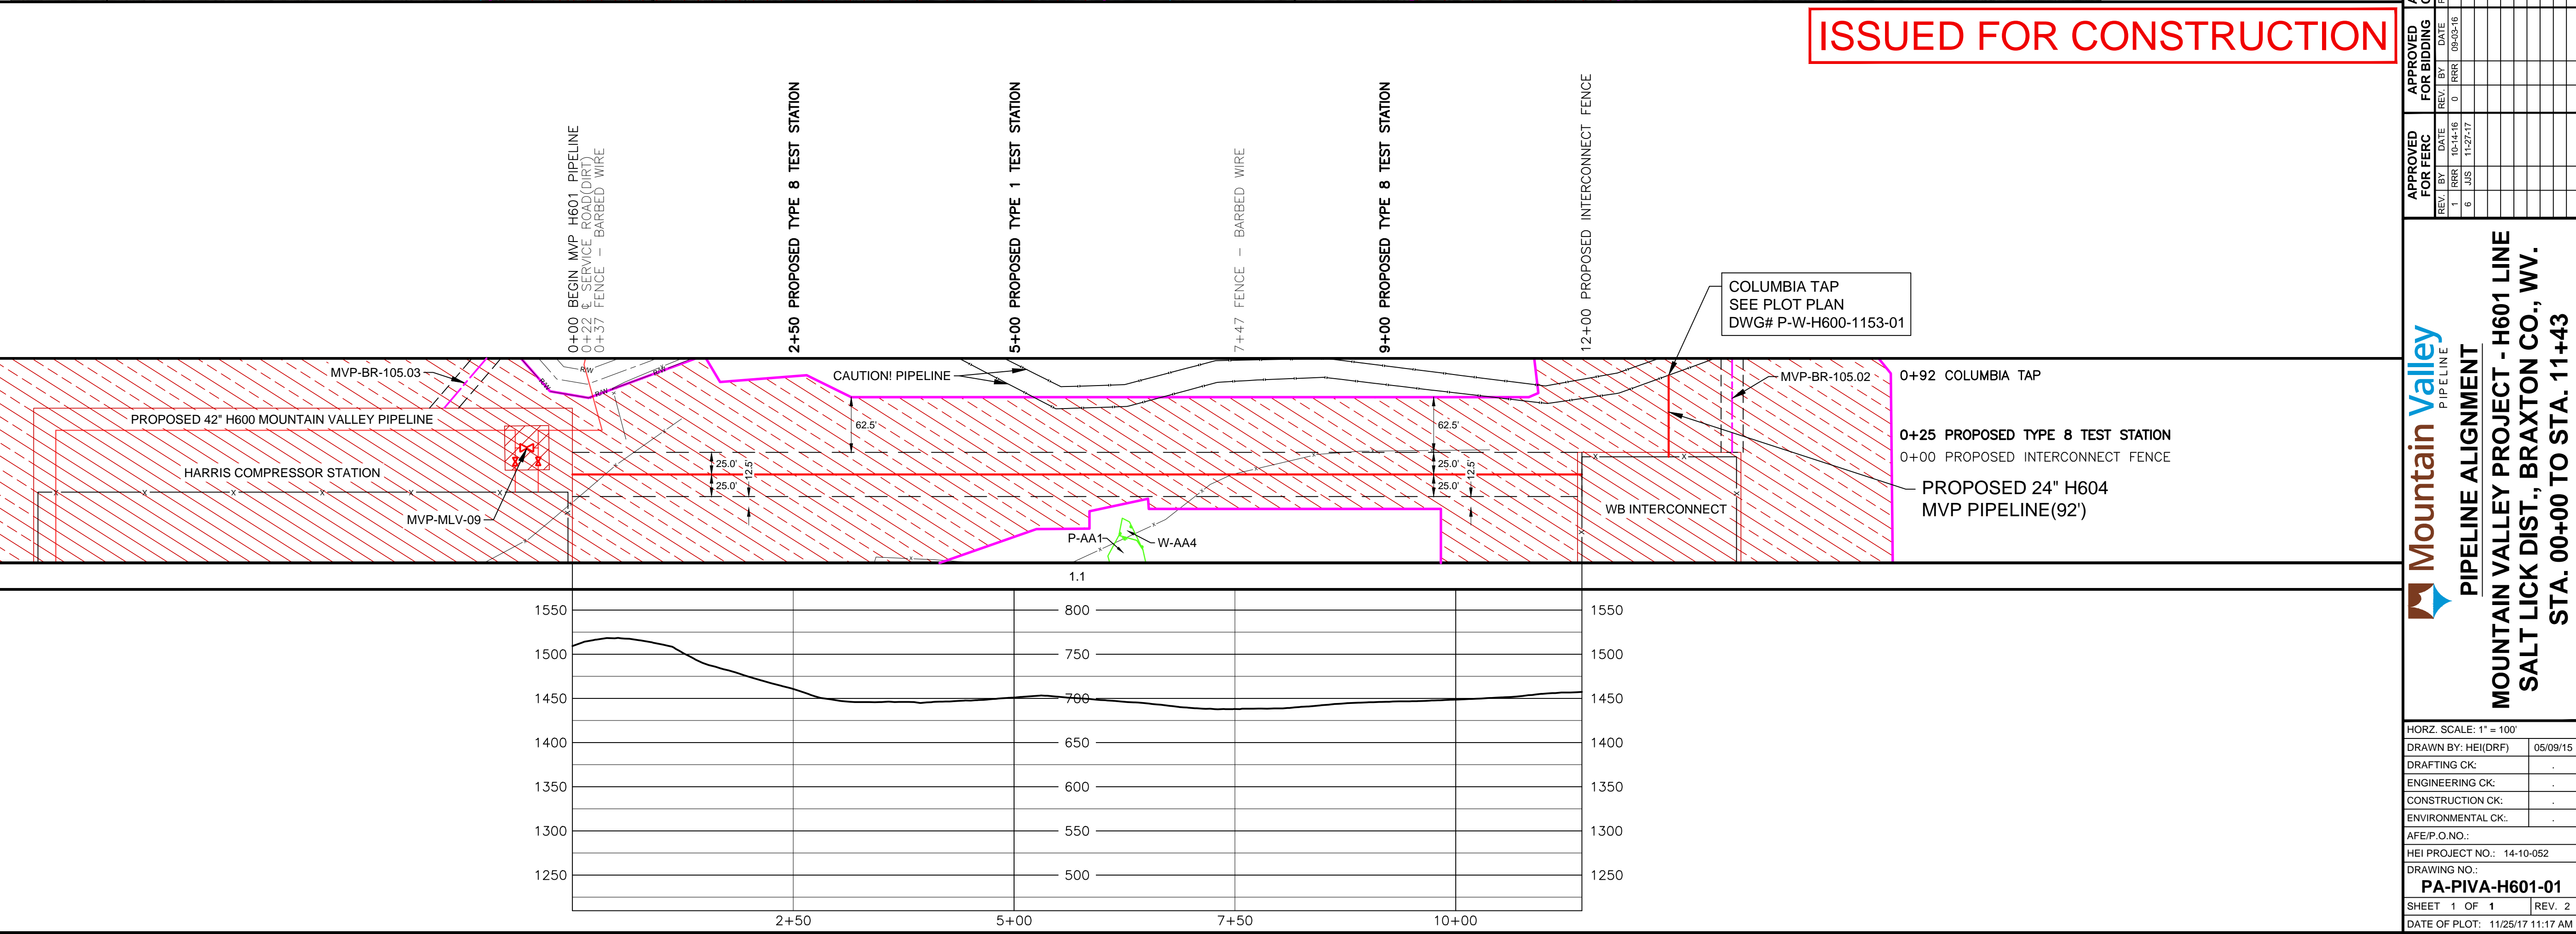 ISSUED FOR CONSTRUCTION
0+00 BEGIN MVP H601 PIPELINE
0+22 ℄ SERVICE ROAD(DIRT)
0+37 FENCE – BARBED WIRE
2+50 PROPOSED TYPE 8 TEST STATION
5+00 PROPOSED TYPE 1 TEST STATION
7+47 FENCE – BARBED WIRE
9+00 PROPOSED TYPE 8 TEST STATION
12+00 PROPOSED INTERCONNECT FENCE
COLUMBIA TAP
SEE PLOT PLAN
DWG# P-W-H600-1153-01
MVP-BR-105.03
R/W
R/W
R/W
R/W
CAUTION! PIPELINE
MVP-BR-105.02
0+92 COLUMBIA TAP
PROPOSED 42" H600 MOUNTAIN VALLEY PIPELINE
62.5'
62.5'
0+25 PROPOSED TYPE 8 TEST STATION
0+00 PROPOSED INTERCONNECT FENCE
HARRIS COMPRESSOR STATION
25.0'
12.5'
25.0'
25.0'
12.5'
25.0'
PROPOSED 24" H604
MVP PIPELINE(92')
MVP-MLV-09
WB INTERCONNECT
P-AA1
W-AA4
1.1
1550 800 1550
1500 750 1500
1450 700 1450
1400 650 1400
1350 600 1350
1300 550 1300
1250 500 1250
2+50 5+00 7+50 10+00
APPROVED
FOR BIDDING
REV. BY DATE
0 RRR 09-03-16
APPROVED
FOR FERC
REV. BY DATE
1 RRR 10-14-16
6 JJS 11-27-17
Mountain Valley
PIPELINE
PIPELINE ALIGNMENT
MOUNTAIN VALLEY PROJECT - H601 LINE
SALT LICK DIST., BRAXTON CO., WV.
STA. 00+00 TO STA. 11+43
HORZ. SCALE: 1" = 100'
DRAWN BY: HEI(DRF) 05/09/15
DRAFTING CK: .
ENGINEERING CK: .
CONSTRUCTION CK: .
ENVIRONMENTAL CK:. .
AFE/P.O.NO.:
HEI PROJECT NO.: 14-10-052
DRAWING NO.:
PA-PIVA-H601-01
SHEET 1 OF 1 REV. 2
DATE OF PLOT: 11/25/17 11:17 AM